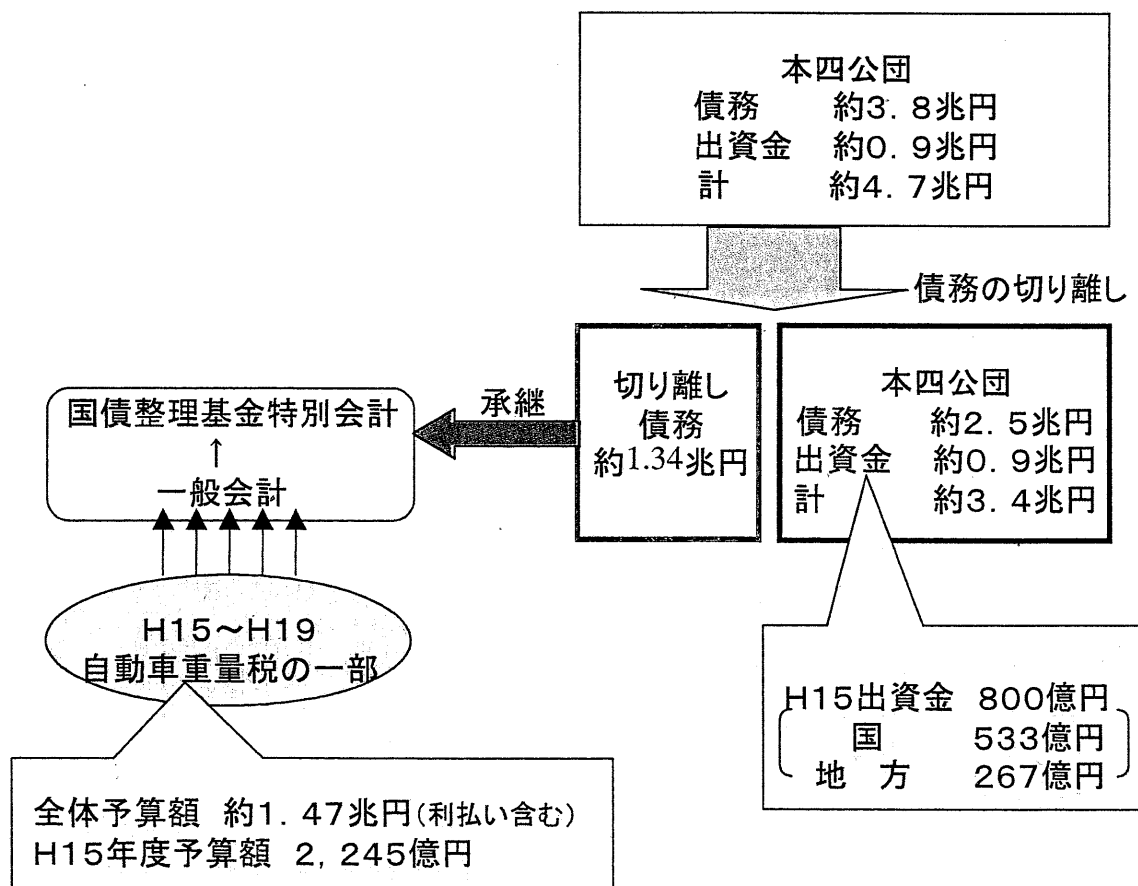 本四公団
債務 約3.8兆円
出資金 約0.9兆円
計 約4.7兆円
債務の切り離し
切り離し
債務
約1.34兆円
本四公団
債務 約2.5兆円
出資金 約0.9兆円
計 約3.4兆円
承継
国債整理基金特別会計
↑
一般会計
H15～H19
自動車重量税の一部
H15出資金 800億円
国 533億円
地 方 267億円
全体予算額 約1.47兆円(利払い含む)
H15年度予算額 2,245億円